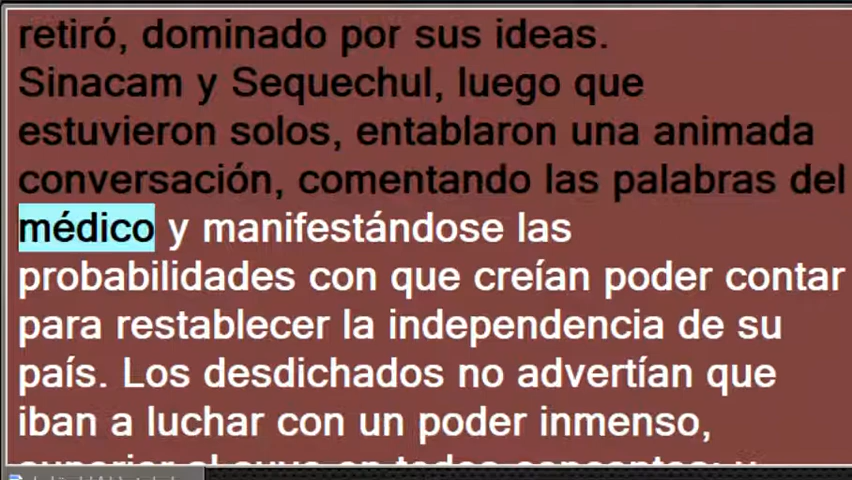 retiró, dominado por sus ideas.
Sinacam y Sequechul, luego que
estuvieron solos, entablaron una animada
conversación, comentando las palabras del
médico y manifestándose las
probabilidades con que creían poder contar
para restablecer la independencia de su
país. Los desdichados no advertían que
iban a luchar con un poder inmenso,